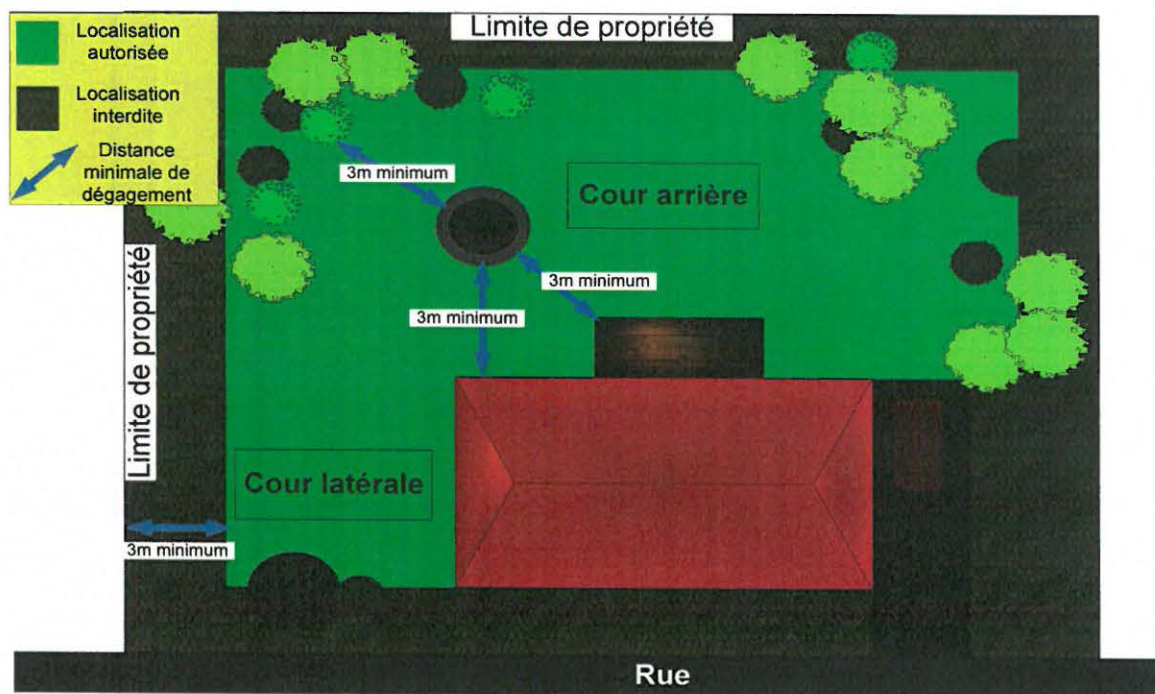 Localisation
autorisée
Localisation
interdite
Distance
minimale de
dégagement
Limite de propriété
3m minimum
Cour arrière
3m minimum
3m minimum
Limite de propriété
Cour latérale
3m minimum
Rue